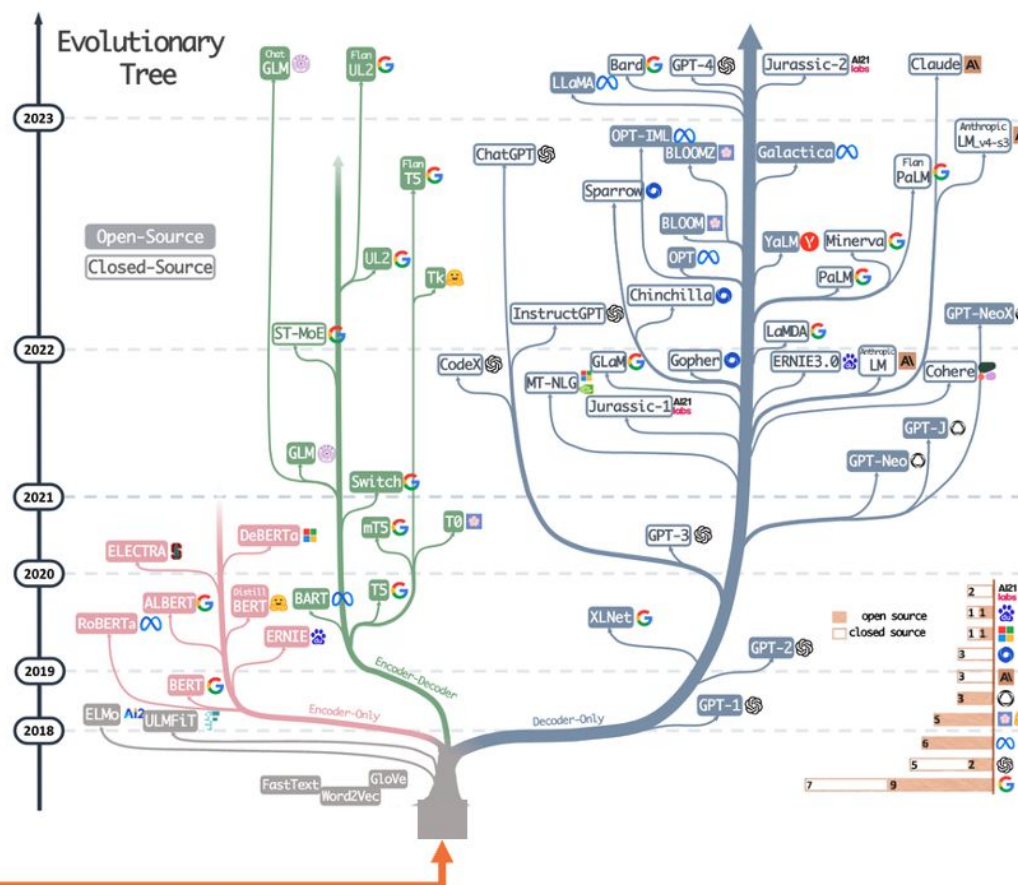 Evolutionary
Tree
2023
2022
2021
2020
2019
2018
Open-Source
Closed-Source
Chat
GLM
Flan
UL2
Flan
T5
UL2
Tk
ST-MoE
GLM
Switch
mT5
T0
BART
T5
Encoder-Decoder
DeBERTa
ELECTRA
ALBERT
Distill
BERT
RoBERTa
ERNIE
BERT
Encoder-Only
ELMo
Ai2
ULMFiT
FastText
Word2Vec
GloVe
Bard
GPT-4
Jurassic-2
AI21
labs
Claude
LLaMA
Anthropic
LM_v4-s3
OPT-IML
BLOOMZ
Galactica
ChatGPT
Flan
PaLM
Sparrow
BLOOM
YaLM
Minerva
OPT
PaLM
Chinchilla
InstructGPT
GPT-NeoX
LaMDA
CodeX
GLaM
Gopher
ERNIE3.0
Anthropic
LM
Cohere
MT-NLG
Jurassic-1
AI21
labs
GPT-J
GPT-Neo
GPT-3
XLNet
GPT-2
GPT-1
Decoder-Only
open source
closed source
2
AI21
labs
1 1
1 1
3
3
3
5
6
5 2
7 9